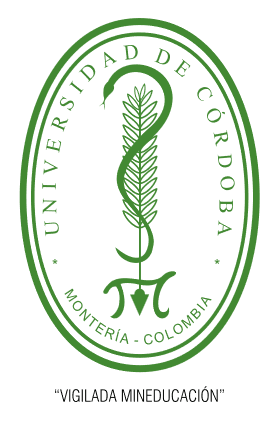 UNIVERSIDAD DE CÓRDOBA
* MONTERÍA - COLOMBIA *
“VIGILADA MINEDUCACIÓN”